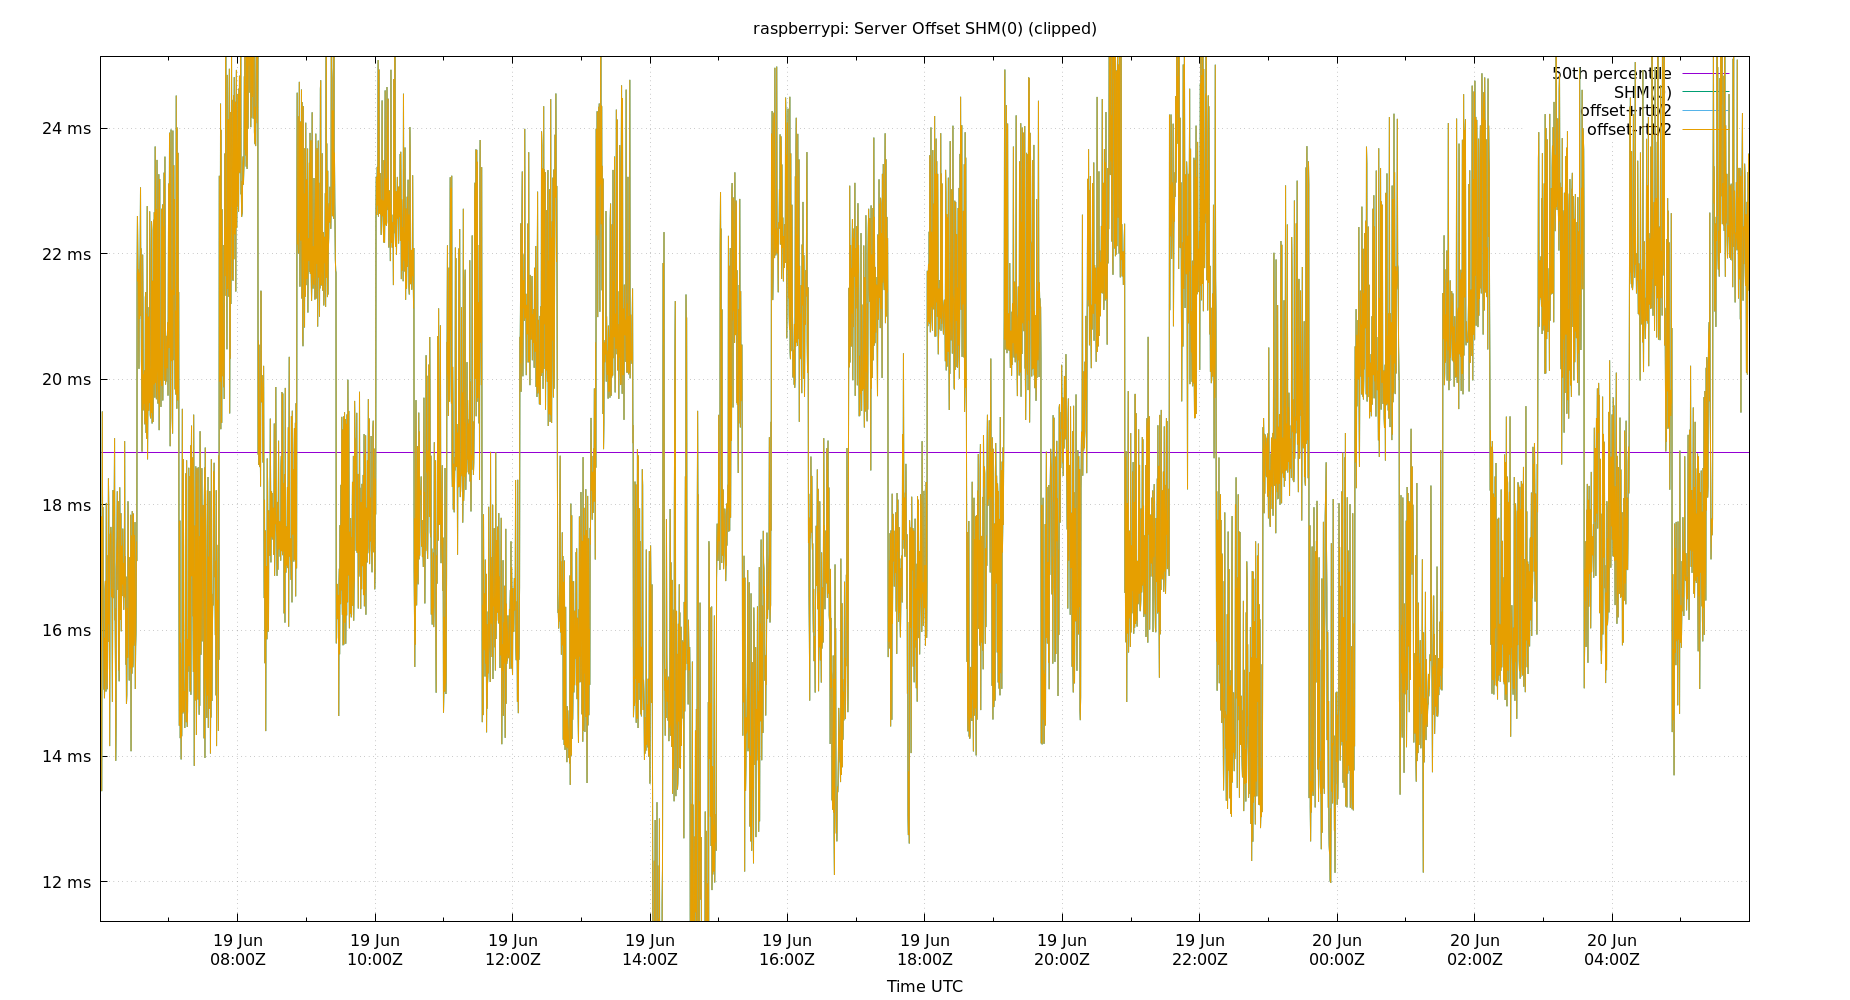 raspberrypi: Server Offset SHM(0) (clipped)
50th percentile
SHM(0)
offset+rtt/2
offset-rtt/2
24 ms
22 ms
20 ms
18 ms
16 ms
14 ms
12 ms
19 Jun 19 Jun 19 Jun 19 Jun 19 Jun 19 Jun 19 Jun 19 Jun 20 Jun 20 Jun 20 Jun
08:00Z 10:00Z 12:00Z 14:00Z 16:00Z 18:00Z 20:00Z 22:00Z 00:00Z 02:00Z 04:00Z
Time UTC